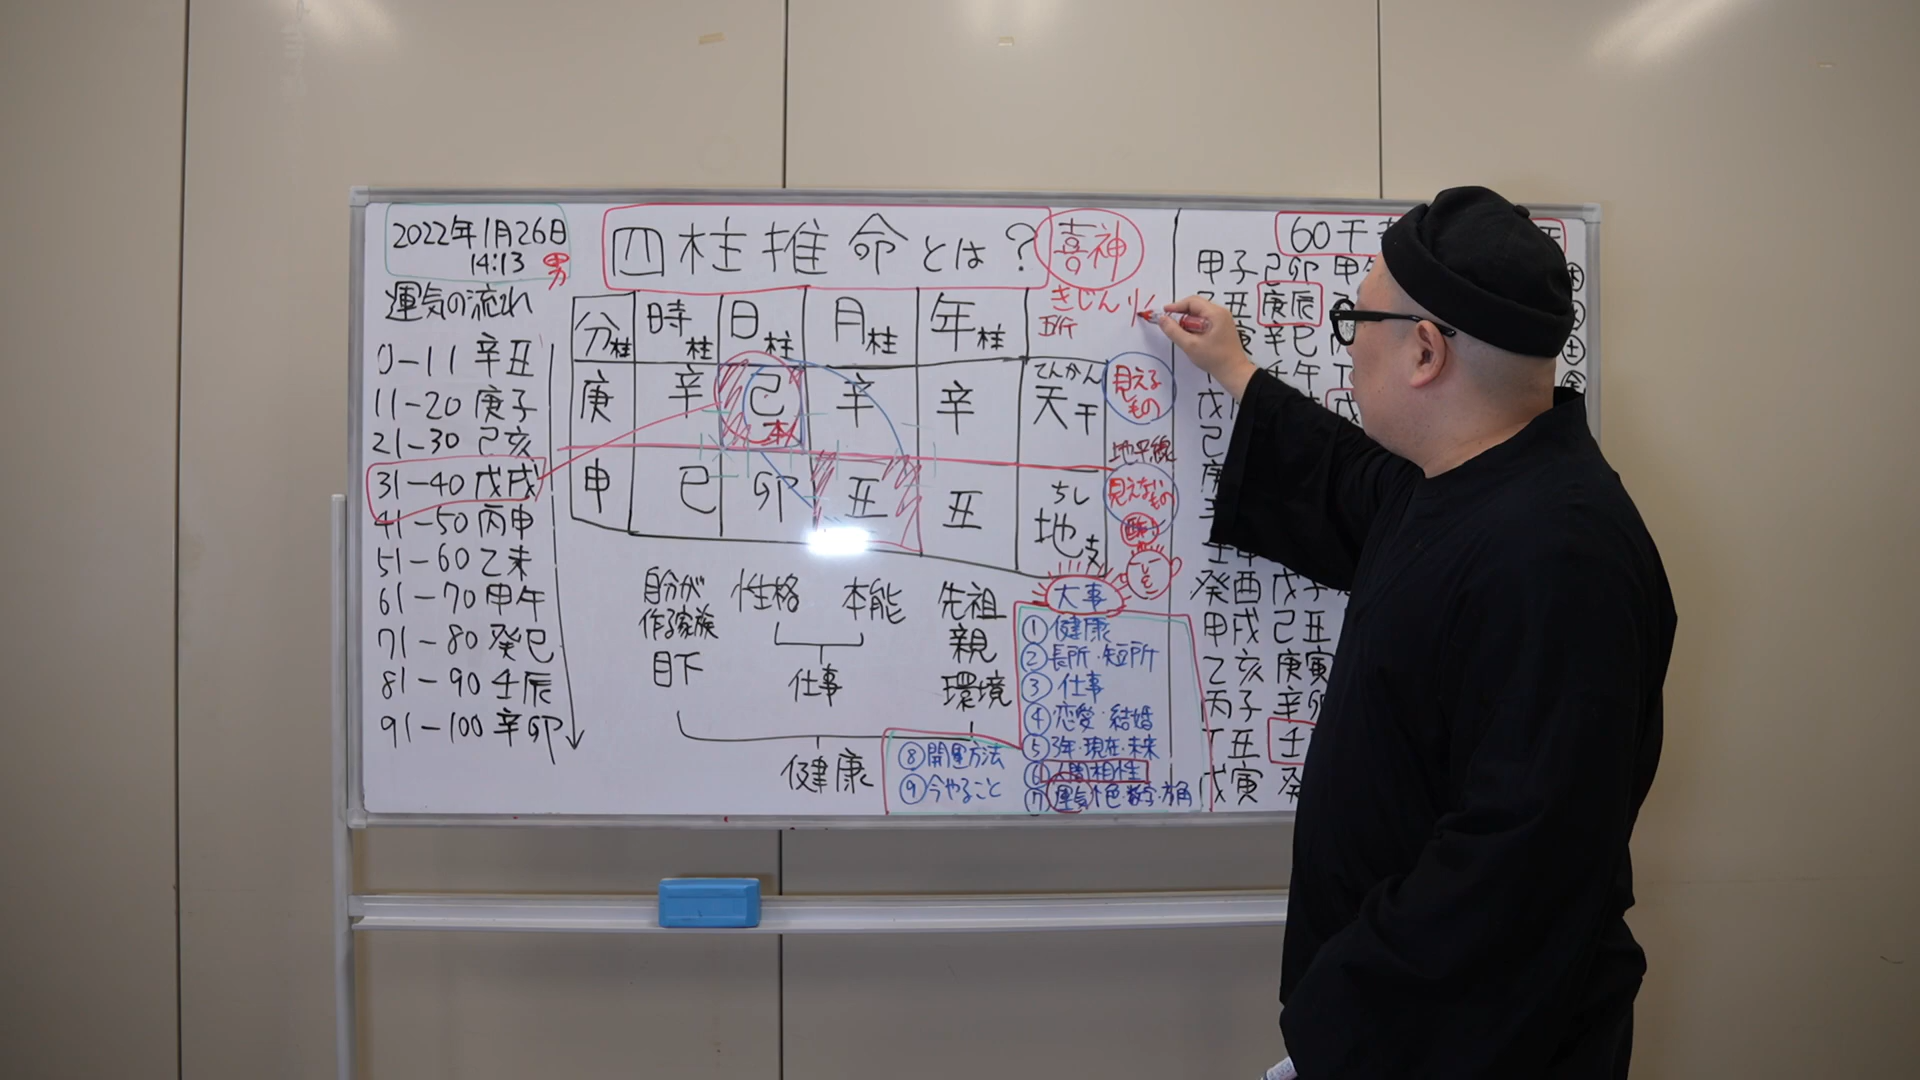 2022年1月26日
14:13 男
運気の流れ
0-11 辛丑
11-20 庚子
21-30 己亥
31-40 戊戌
41-50 丙申
51-60 乙未
61-70 甲午
71-80 癸巳
81-90 壬辰
91-100 辛卯
四柱推命とは?
喜神
きじん
分柱 時柱 日柱 月柱 年柱
庚 辛 己 辛 辛 てんかん 天干
本
見えるもの
地平線
申 巳 卯 丑 丑 ちし 地支
見えないもの
自分が作る家族
目下
性格 本能
仕事
先祖
親
環境
健康
大事
①健康
②長所・短所
③仕事
④恋愛・結婚
⑤3年・現在・未来
⑥人間相性
⑦運気 色・数字・方角
⑧開運方法
⑨今やること
60干
甲子 己卯
丑 庚辰
辛巳
午
癸酉 戊子
甲戌 己丑
乙亥 庚寅
丙子 辛卯
丁丑
戊寅
土